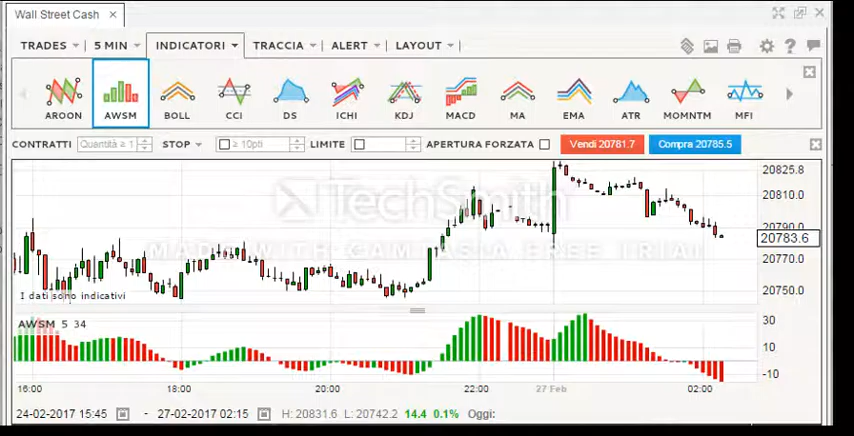 Wall Street Cash
TRADES 5 MIN INDICATORI TRACCIA ALERT LAYOUT
AROON AWSM BOLL CCI DS ICHI KDJ MACD MA EMA ATR MOMNTM MFI
CONTRATTI Quantità ≥ 1 STOP ≥ 10pti LIMITE APERTURA FORZATA Vendi 20781.7 Compra 20785.5
20825.8
20810.0
TechSmith
20790.0
20783.6
MADE WITH CAMTASIA FREE TRIAL
20770.0
20750.0
I dati sono indicativi
AWSM 5 34
30
10
-10
16:00 18:00 20:00 22:00 27 Feb 02:00
24-02-2017 15:45 - 27-02-2017 02:15 H: 20831.6 L: 20742.2 14.4 0.1% Oggi: